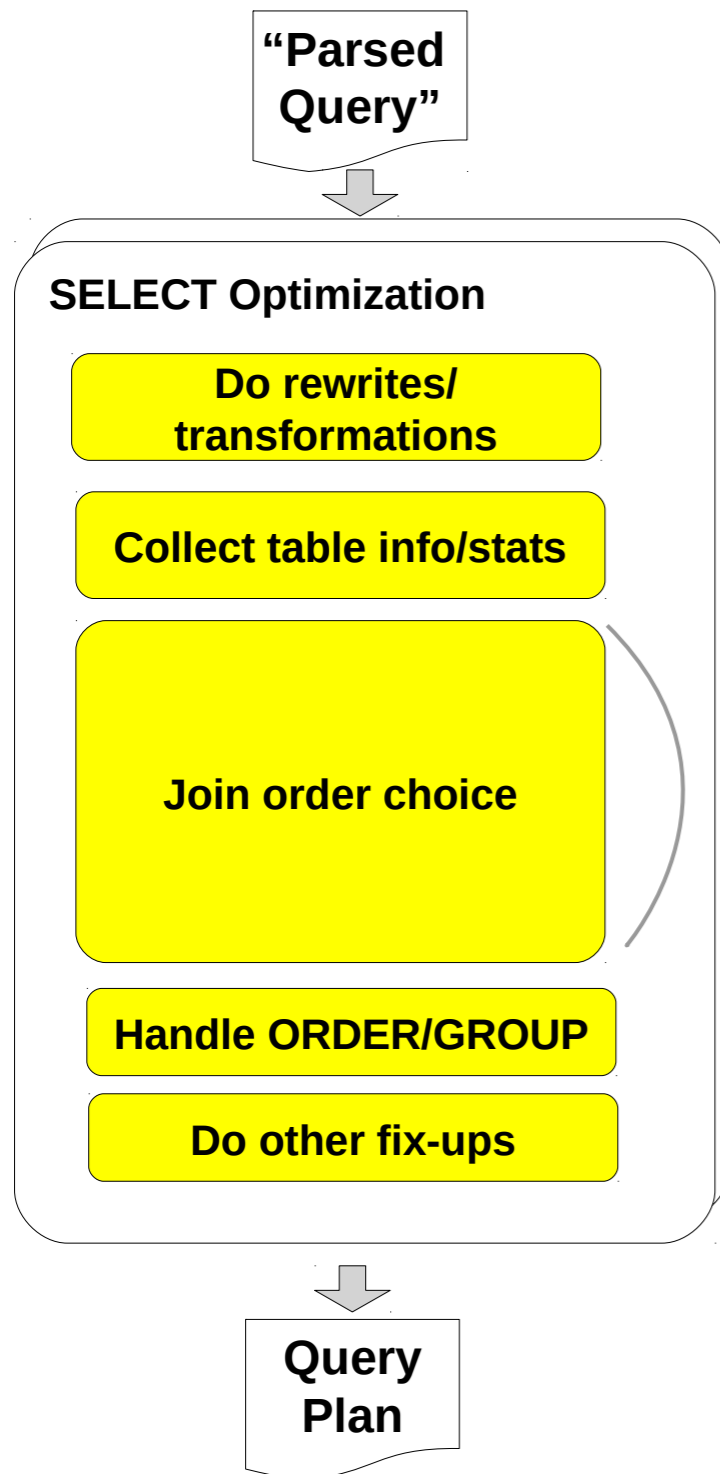 “Parsed
Query”
SELECT Optimization
Do rewrites/
transformations
Collect table info/stats
Join order choice
Handle ORDER/GROUP
Do other fix-ups
Query
Plan